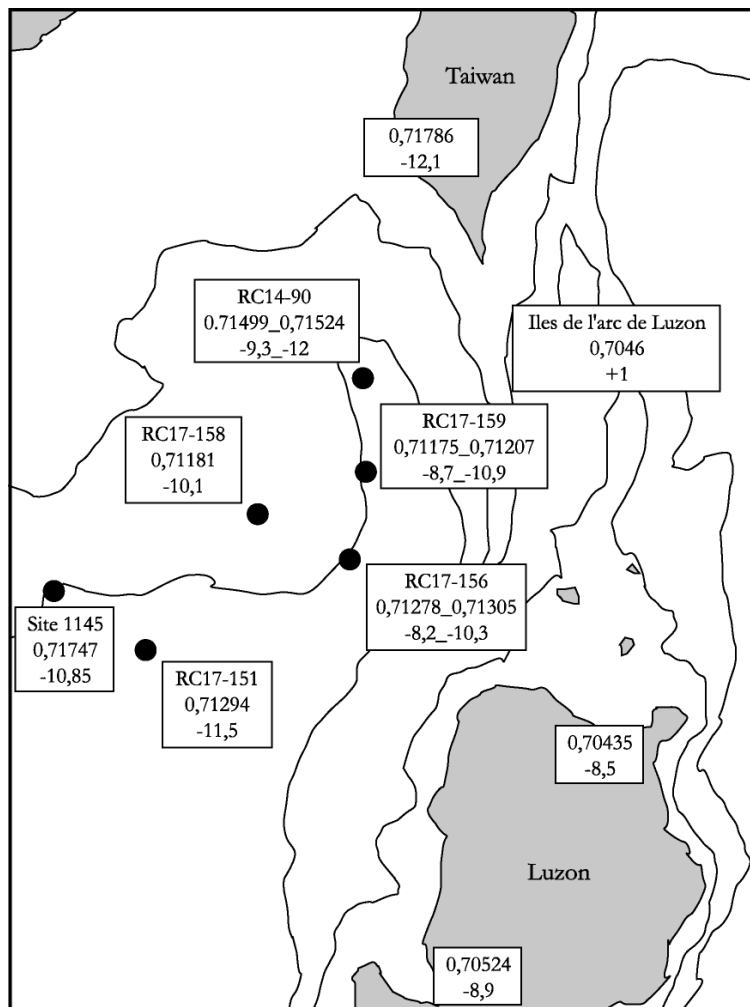 Taiwan
0,71786
-12,1
RC14-90
0.71499_0,71524
-9,3_-12
Iles de l'arc de Luzon
0,7046
+1
RC17-158
0,71181
-10,1
RC17-159
0,71175_0,71207
-8,7_-10,9
RC17-156
0,71278_0,71305
-8,2_-10,3
Site 1145
0,71747
-10,85
RC17-151
0,71294
-11,5
0,70435
-8,5
Luzon
0,70524
-8,9